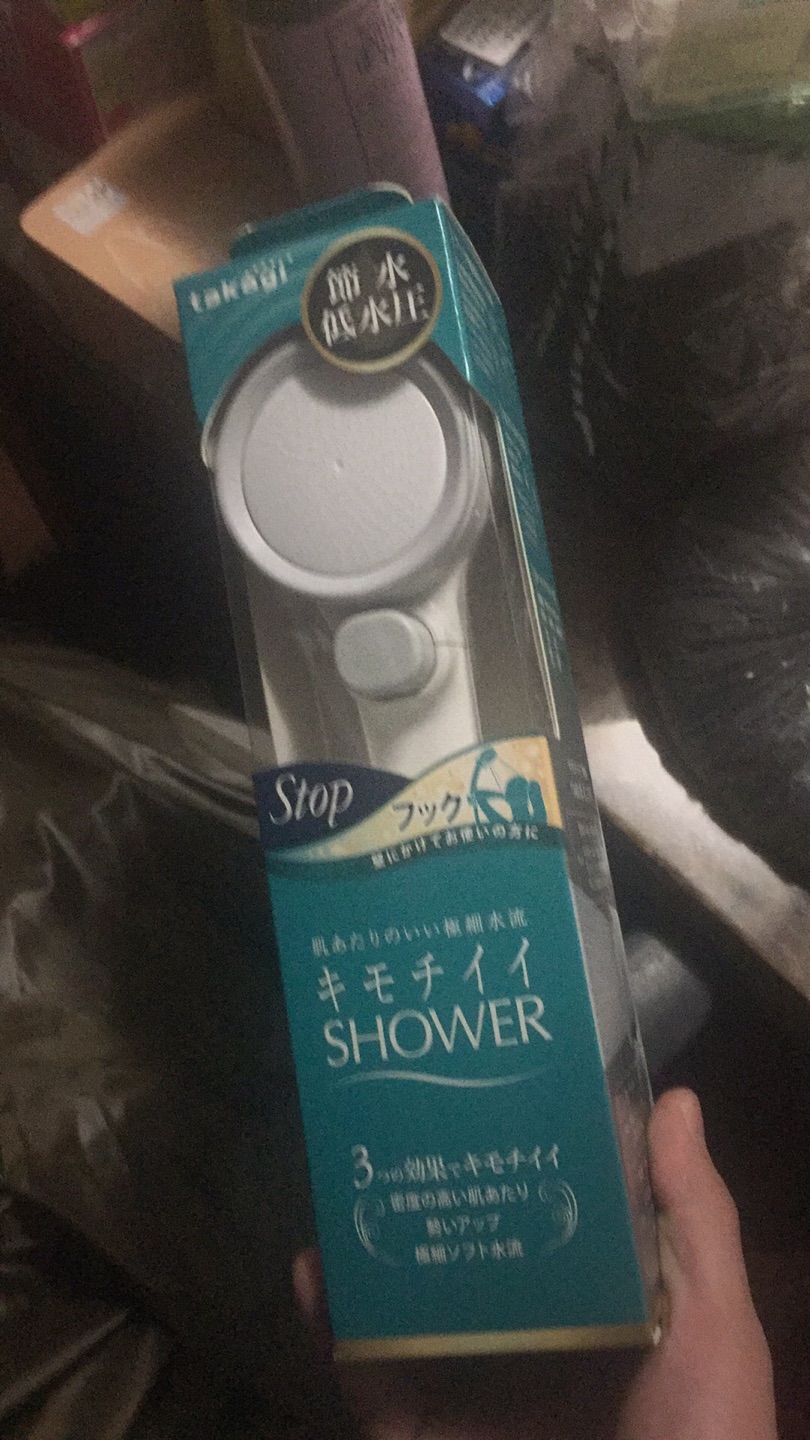 takagi
節水
低水圧
Stop
フック
壁にかけてお使いの方に
肌あたりのいい極細水流
キモチイイ
SHOWER
3つの効果でキモチイイ
密度の高い肌あたり
勢いアップ
極細ソフト水流